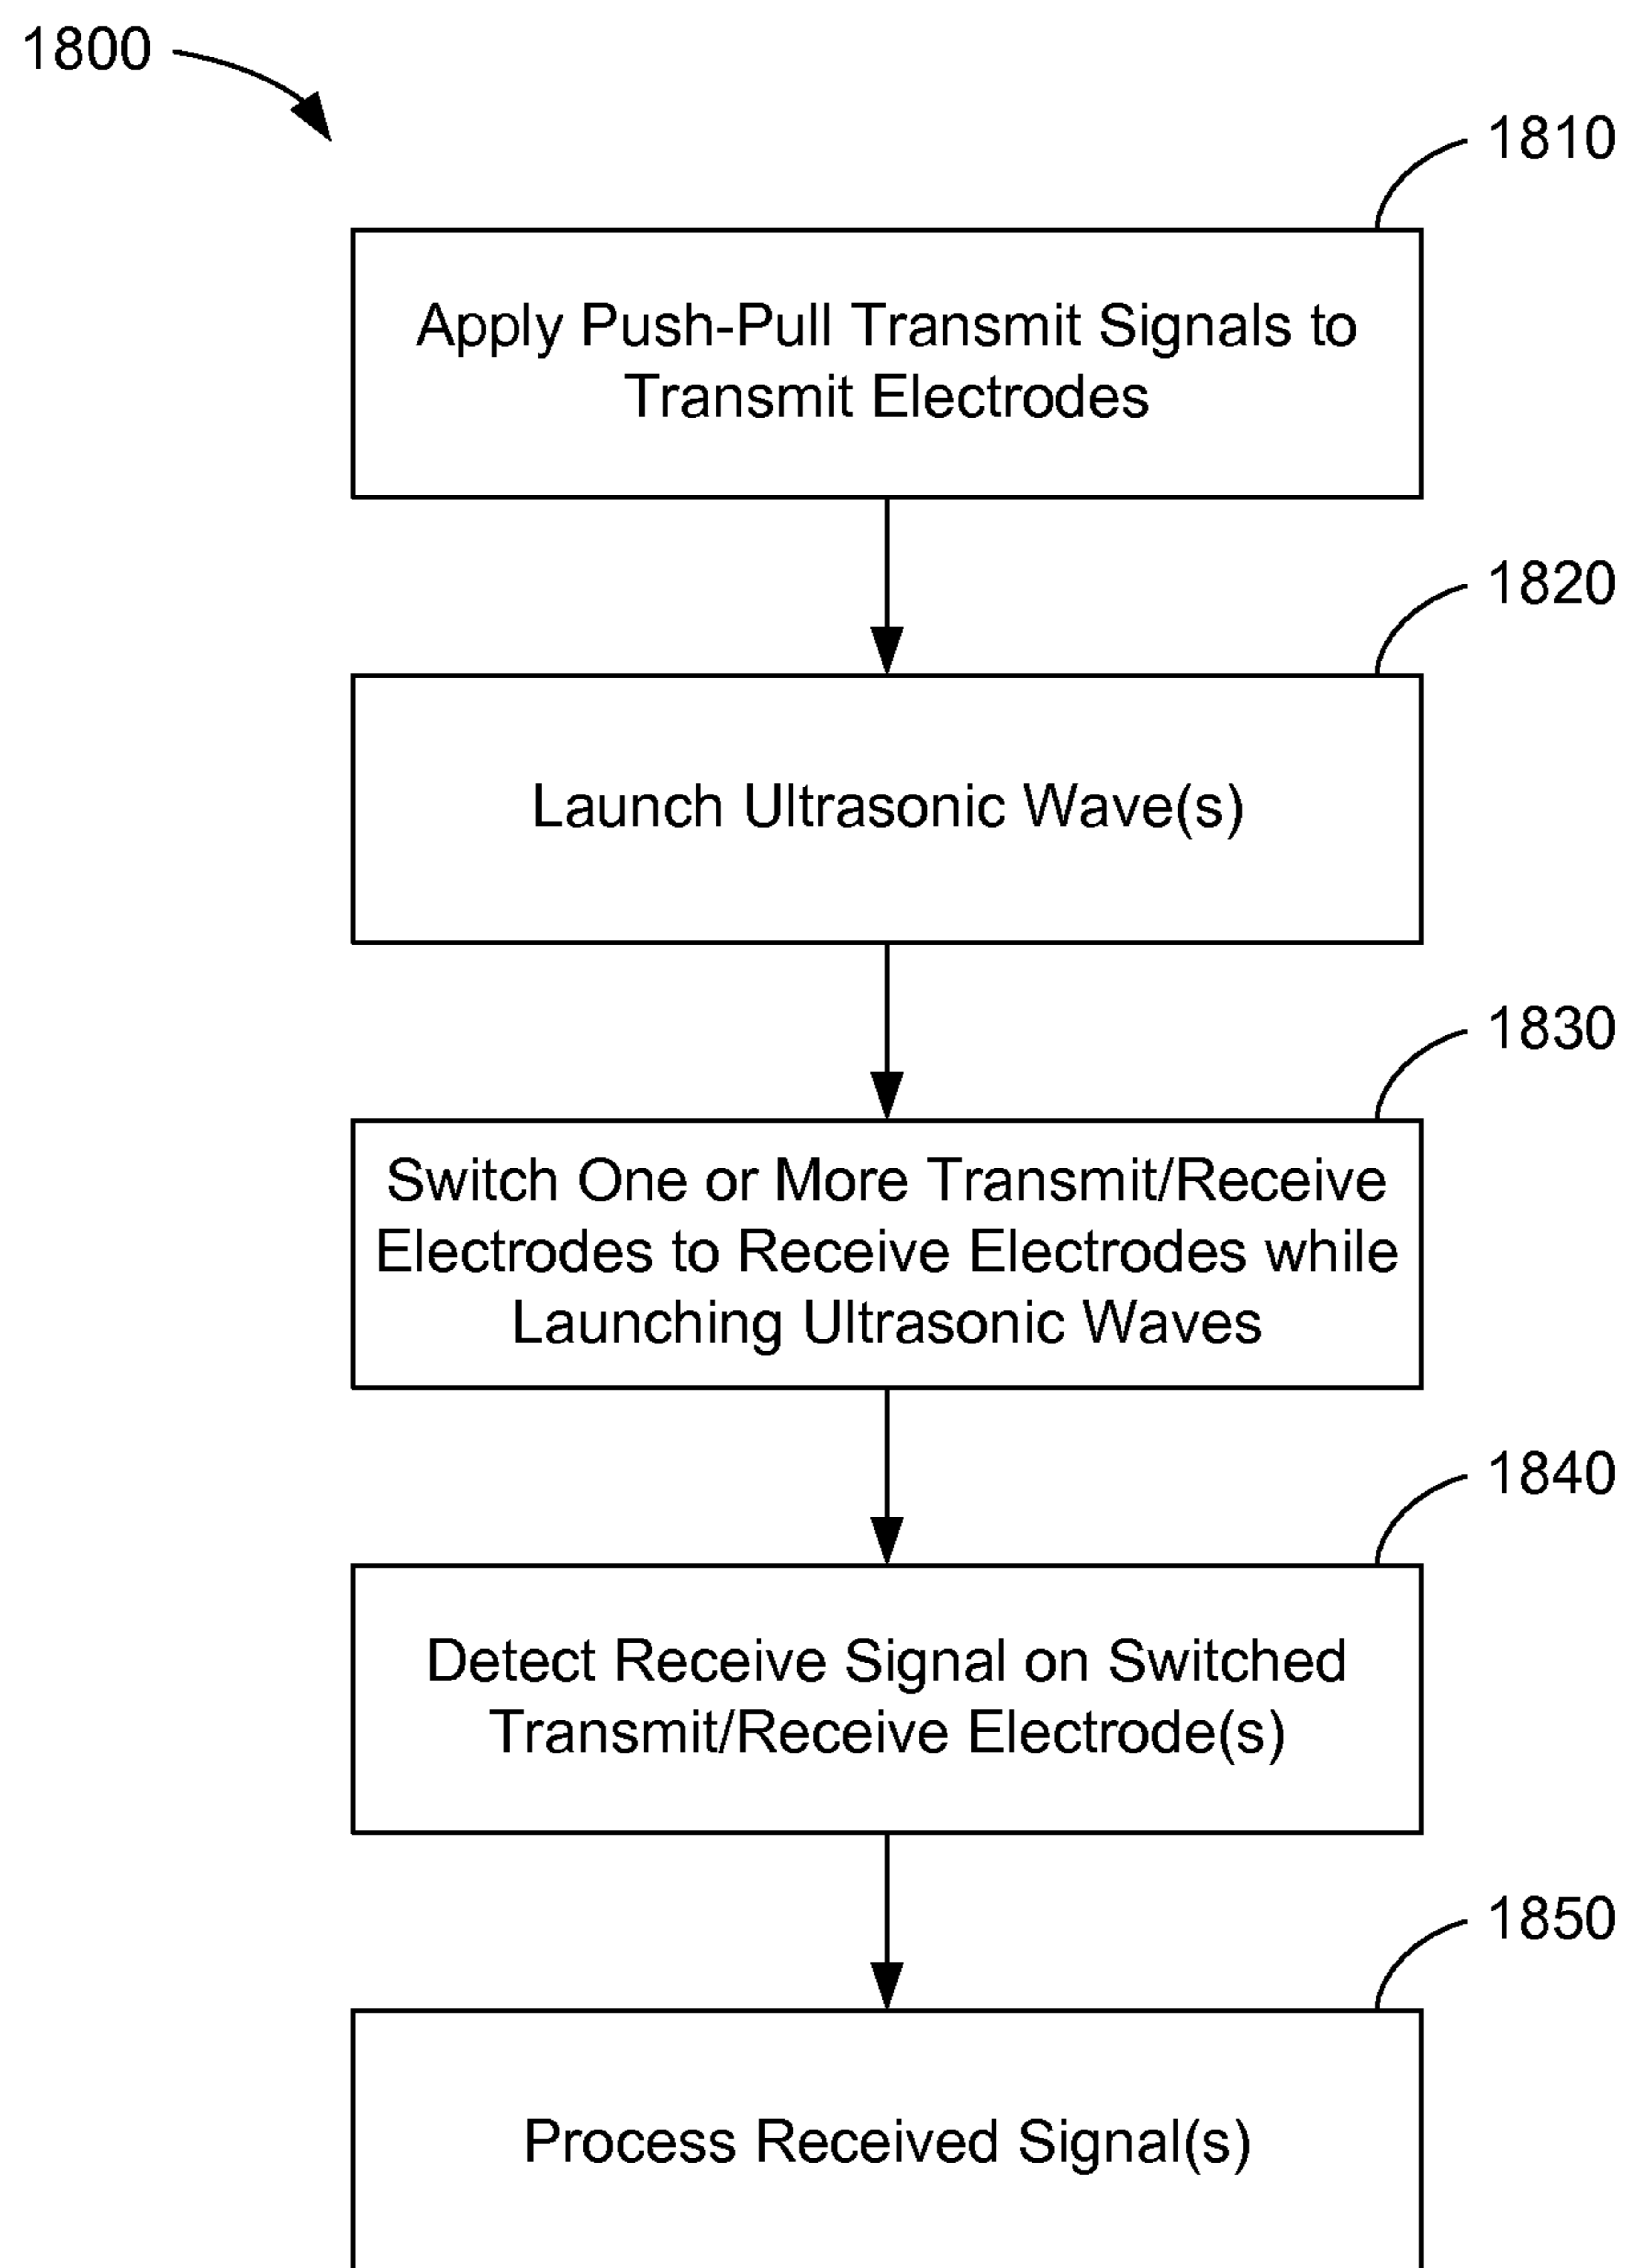 1800
1810
Apply Push-Pull Transmit Signals to
Transmit Electrodes
1820
Launch Ultrasonic Wave(s)
1830
Switch One or More Transmit/Receive
Electrodes to Receive Electrodes while
Launching Ultrasonic Waves
1840
Detect Receive Signal on Switched
Transmit/Receive Electrode(s)
1850
Process Received Signal(s)